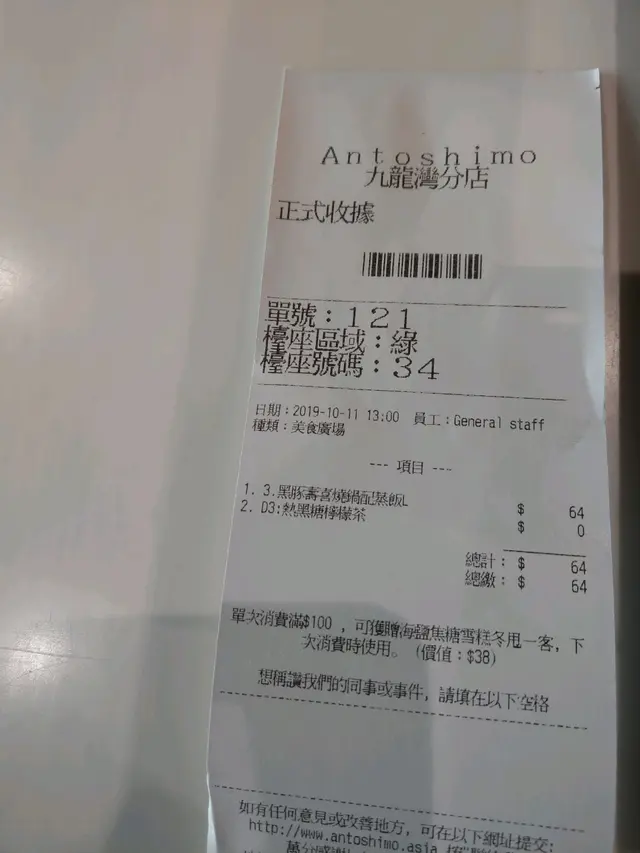 Antoshimo
九龍灣分店
正式收據
單號：121
檯座區域：綠
檯座號碼：34
日期：2019-10-11 13:00 員工：General staff
種類：美食廣場
--- 項目 ---
1. 3.黑豚壽喜燒鍋配蒸飯L $ 64
2. D3:熱黑糖檸檬茶 $ 0
總計： $ 64
總繳： $ 64
單次消費滿$100 ，可獲贈海鹽焦糖雪糕冬甩一客，下
次消費時使用。 (價值：$38)
想稱讚我們的同事或事件，請填在以下空格
如有任何意見或改善地方，可在以下網址提交：
http://www.antoshimo.asia 按"聯
萬分感謝